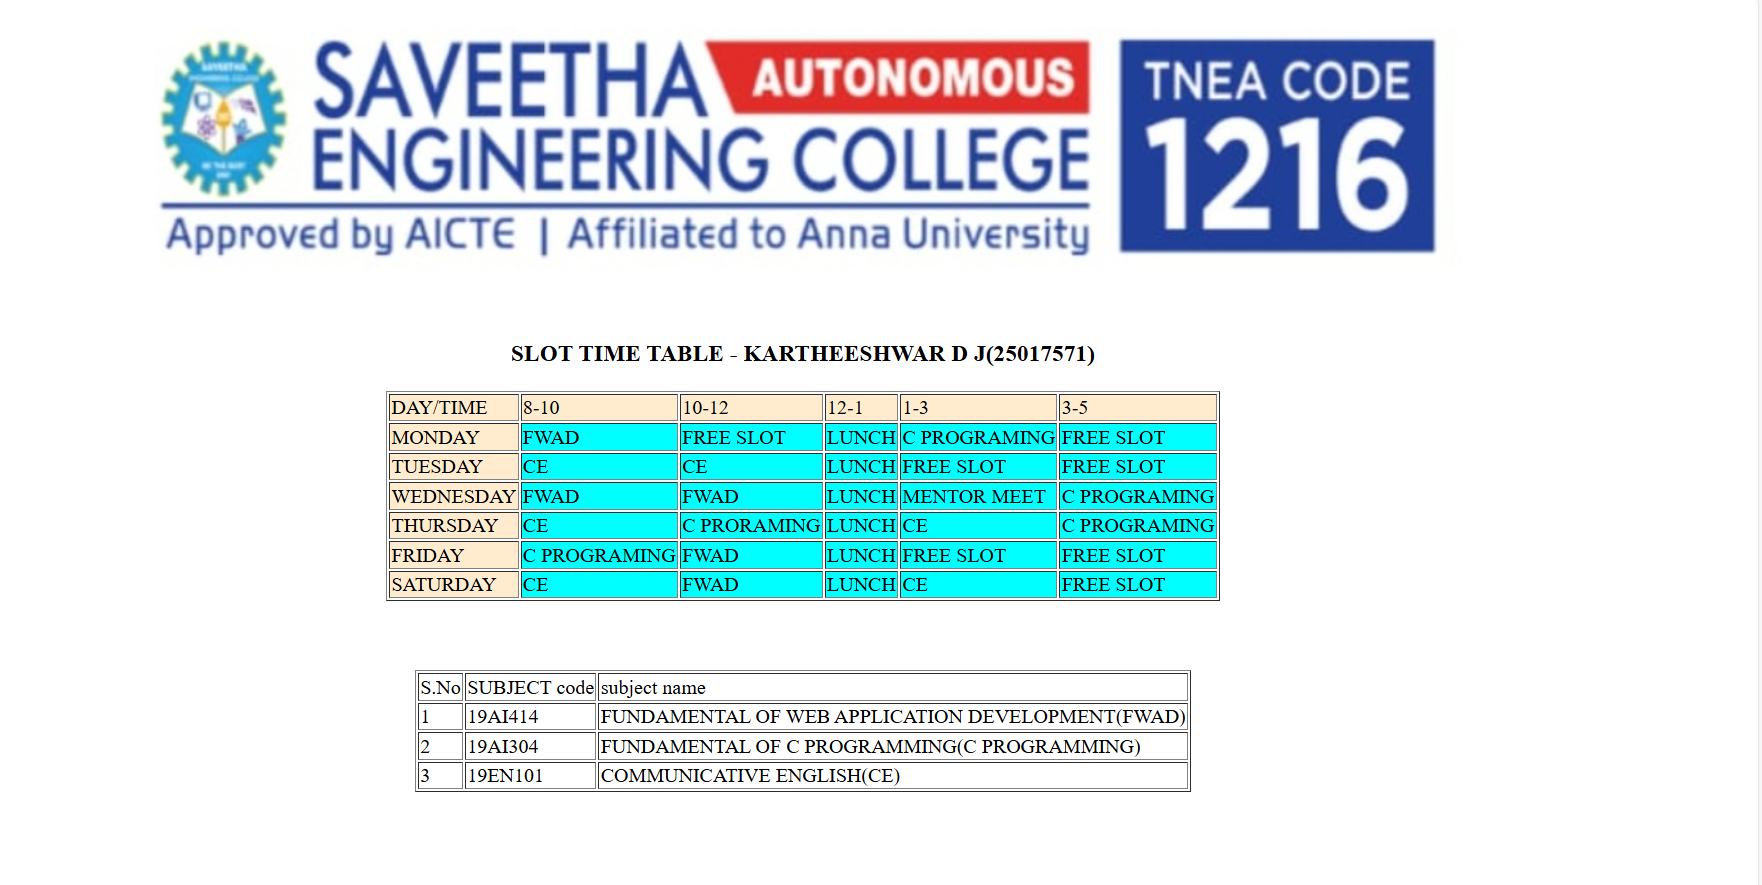 SAVEETHA AUTONOMOUS
ENGINEERING COLLEGE
Approved by AICTE | Affiliated to Anna University
TNEA CODE
1216
SLOT TIME TABLE - KARTHEESHWAR D J(25017571)
DAY/TIME 8-10 10-12 12-1 1-3 3-5
MONDAY FWAD FREE SLOT LUNCH C PROGRAMING FREE SLOT
TUESDAY CE CE LUNCH FREE SLOT FREE SLOT
WEDNESDAY FWAD FWAD LUNCH MENTOR MEET C PROGRAMING
THURSDAY CE C PRORAMING LUNCH CE C PROGRAMING
FRIDAY C PROGRAMING FWAD LUNCH FREE SLOT FREE SLOT
SATURDAY CE FWAD LUNCH CE FREE SLOT
S.No SUBJECT code subject name
1 19AI414 FUNDAMENTAL OF WEB APPLICATION DEVELOPMENT(FWAD)
2 19AI304 FUNDAMENTAL OF C PROGRAMMING(C PROGRAMMING)
3 19EN101 COMMUNICATIVE ENGLISH(CE)